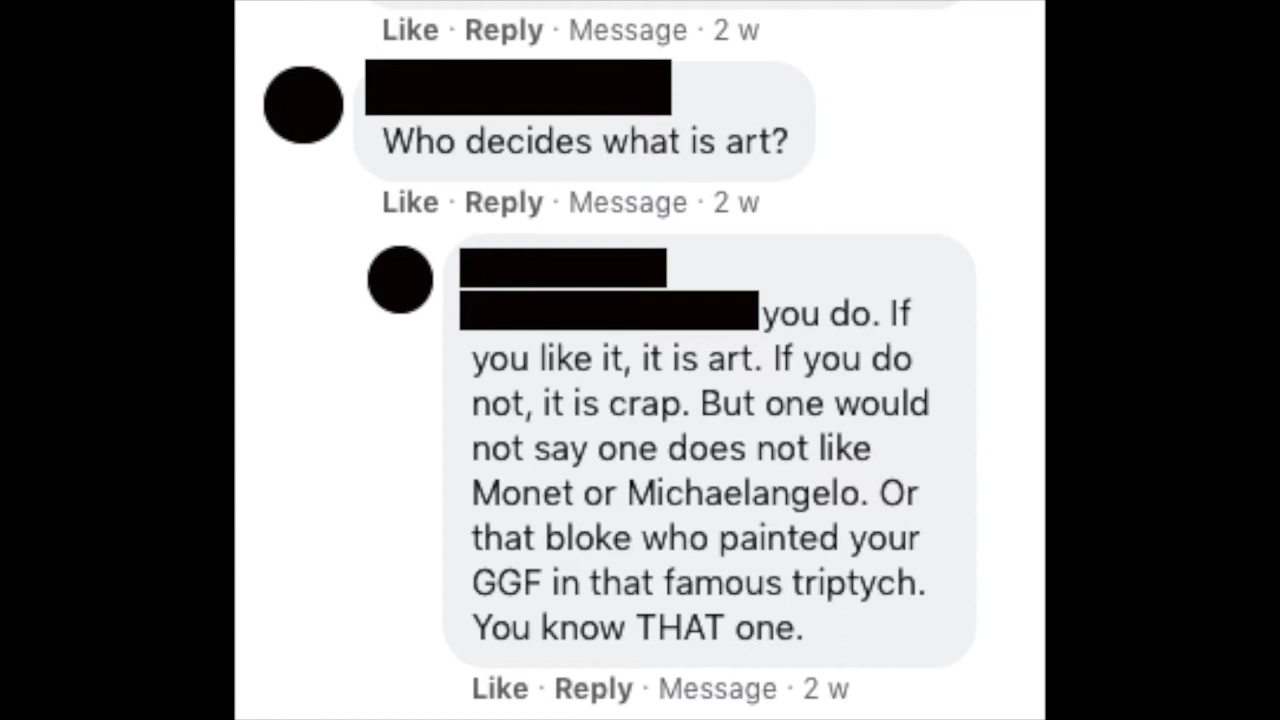 Like · Reply · Message · 2 w
Who decides what is art?
Like · Reply · Message · 2 w
you do. If
you like it, it is art. If you do
not, it is crap. But one would
not say one does not like
Monet or Michaelangelo. Or
that bloke who painted your
GGF in that famous triptych.
You know THAT one.
Like · Reply · Message · 2 w